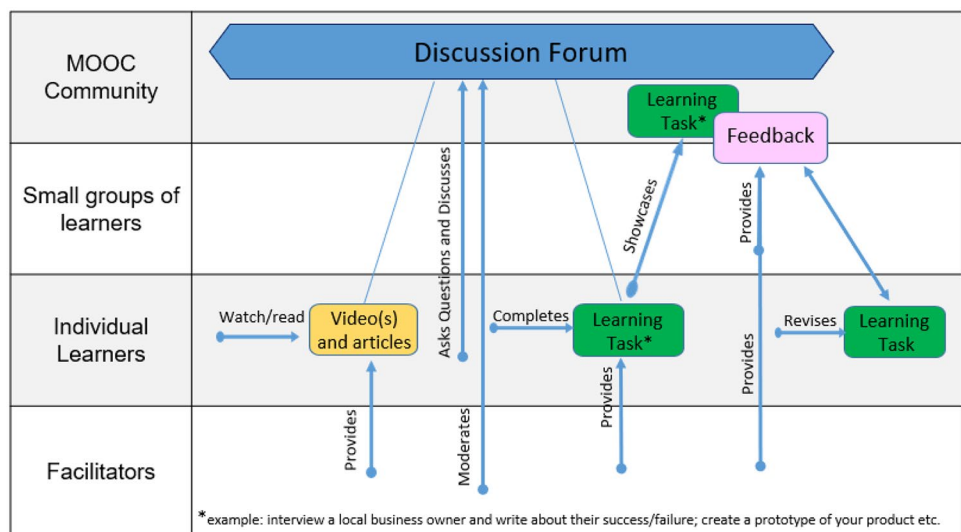 MOOC
Community
Discussion Forum
Learning
Task*
Feedback
Small groups of
learners
Asks Questions and Discusses
Showcases
Provides
Individual
Learners
Watch/read
Video(s)
and articles
Completes
Learning
Task*
Provides
Revises
Learning
Task
Facilitators
Provides
Moderates
Provides
*example: interview a local business owner and write about their success/failure; create a prototype of your product etc.